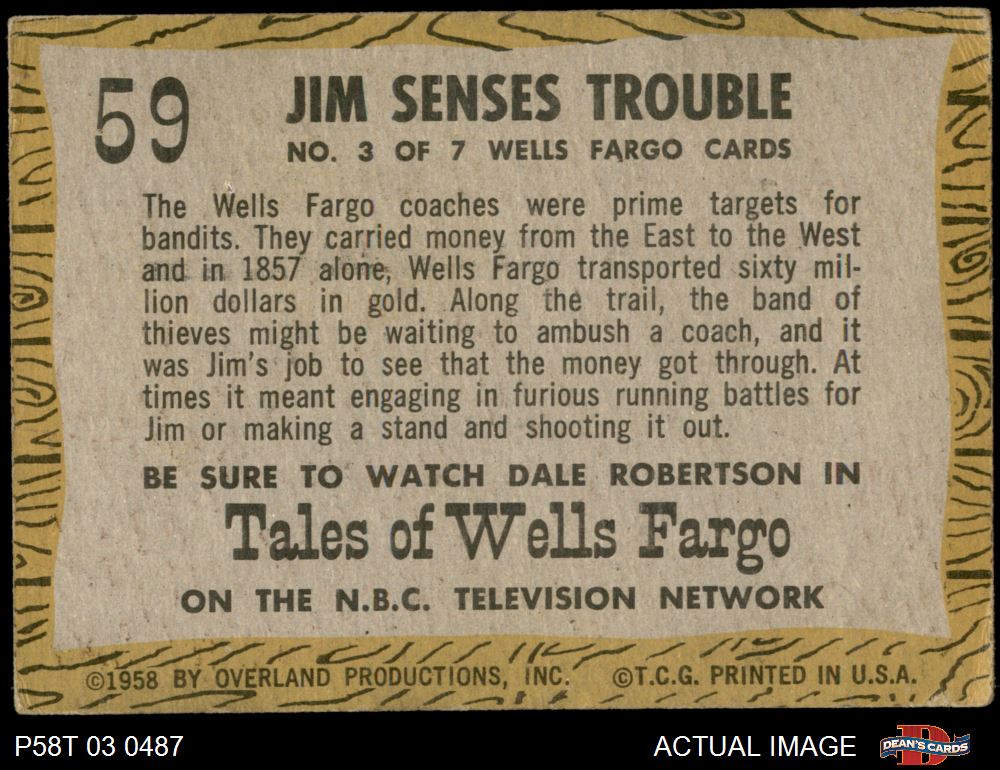 59
JIM SENSES TROUBLE
NO. 3 OF 7 WELLS FARGO CARDS
The Wells Fargo coaches were prime targets for
bandits. They carried money from the East to the West
and in 1857 alone, Wells Fargo transported sixty mil-
lion dollars in gold. Along the trail, the band of
thieves might be waiting to ambush a coach, and it
was Jim's job to see that the money got through. At
times it meant engaging in furious running battles for
Jim or making a stand and shooting it out.
BE SURE TO WATCH DALE ROBERTSON IN
Tales of Wells Fargo
ON THE N.B.C. TELEVISION NETWORK
©1958 BY OVERLAND PRODUCTIONS, INC. ©T.C.G. PRINTED IN U.S.A.
P58T 03 0487 ACTUAL IMAGE D DEAN'S CARDS